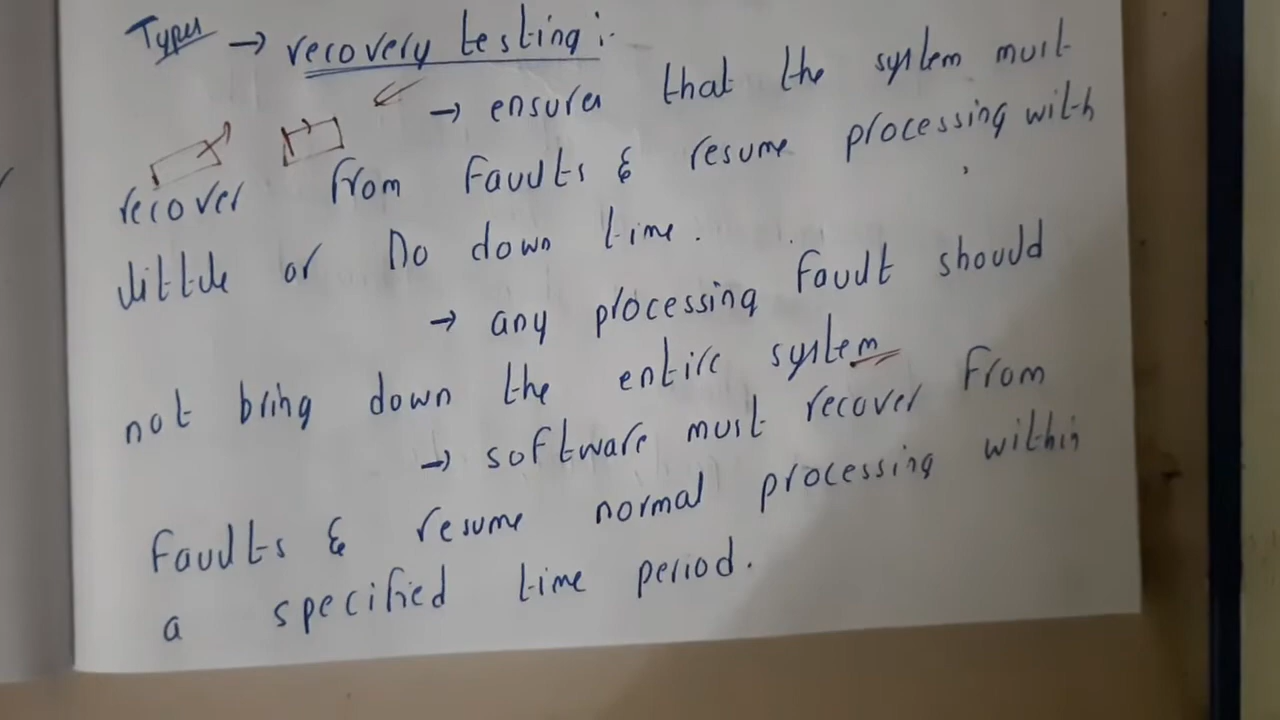 Types → recovery testing :-
→ ensures that the system must
recover from faults & resume processing with
little or no down time.
→ any processing fault should
not bring down the entire system
→ software must recover from
faults & resume normal processing within
a specified time period.